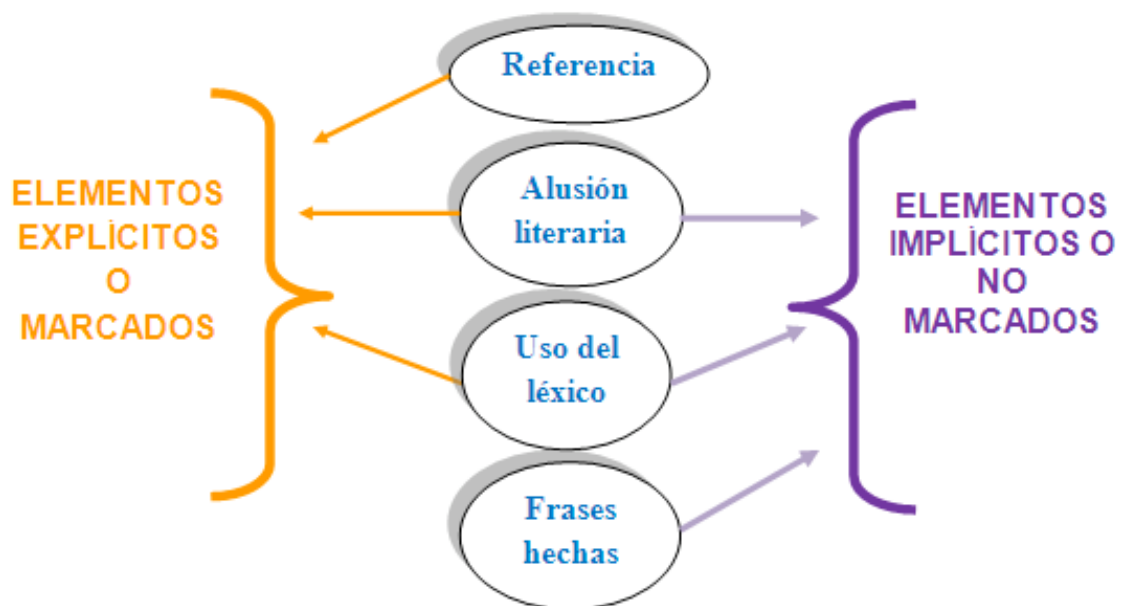 Referencia
ELEMENTOS
EXPLÍCITOS
O
MARCADOS
Alusión
literaria
ELEMENTOS
IMPLÍCITOS O
NO
MARCADOS
Uso del
léxico
Frases
hechas